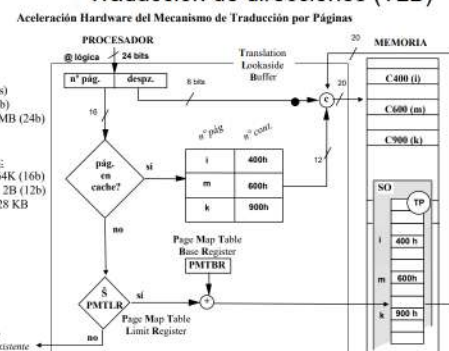 Traducción de direcciones (TLB)
Aceleración Hardware del Mecanismo de Traducción por Páginas
PROCESADOR
@ lógica
24 bits
Translation
Lookaside
Buffer
20
MEMORIA
nº pág.
despz.
8 bits
20
c
C400 (i)
C600 (m)
C900 (k)
s)
b)
MB (24b)
16
nº pág
nº cont.
12
64K (16b)
2B (12b)
28 KB
pág.
en
cache?
sí
i
400h
m
600h
k
900h
SO
TP
no
Page Map Table
Base Register
PMTBR
i
400 h
m
600h
k
900 h
PMTLR
sí
+
Page Map Table
Limit Register
no
existente